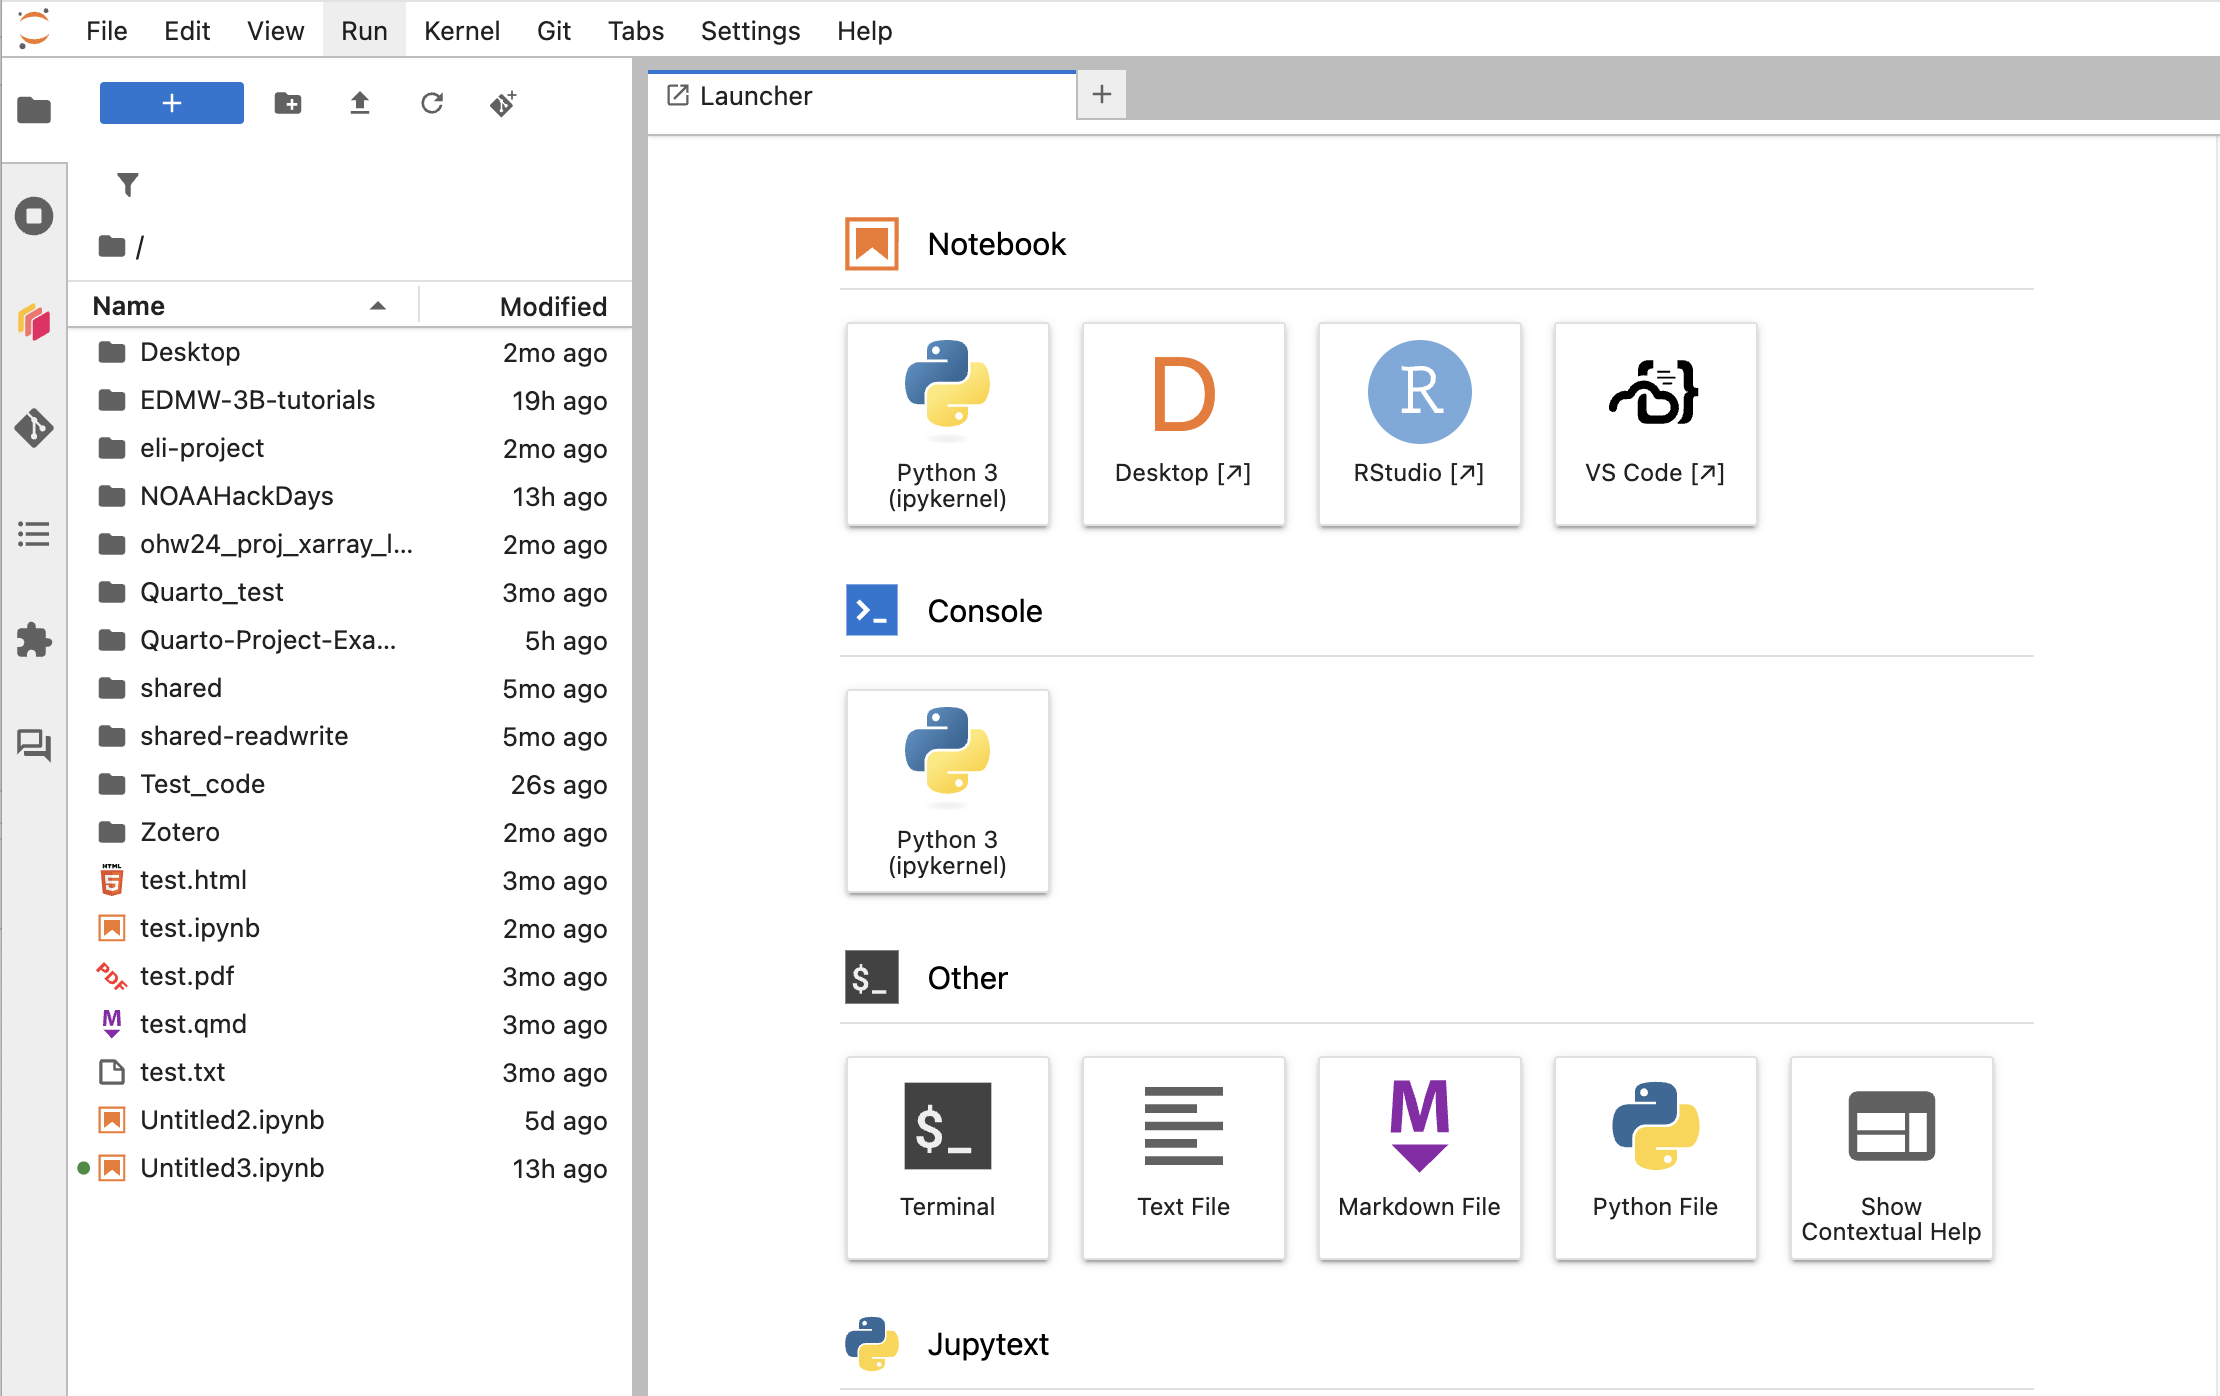 File Edit View Run Kernel Git Tabs Settings Help
Launcher
/
Name Modified
Desktop 2mo ago
EDMW-3B-tutorials 19h ago
eli-project 2mo ago
NOAAHackDays 13h ago
ohw24_proj_xarray_l... 2mo ago
Quarto_test 3mo ago
Quarto-Project-Exa... 5h ago
shared 5mo ago
shared-readwrite 5mo ago
Test_code 26s ago
Zotero 2mo ago
HTML
5
test.html 3mo ago
test.ipynb 2mo ago
PDF test.pdf 3mo ago
M test.qmd 3mo ago
test.txt 3mo ago
Untitled2.ipynb 5d ago
Untitled3.ipynb 13h ago
Notebook
Python 3
(ipykernel)
D
Desktop [↗]
R
RStudio [↗]
VS Code [↗]
>_ Console
Python 3
(ipykernel)
$_ Other
$_
Terminal
Text File
M
Markdown File
Python File
Show
Contextual Help
Jupytext